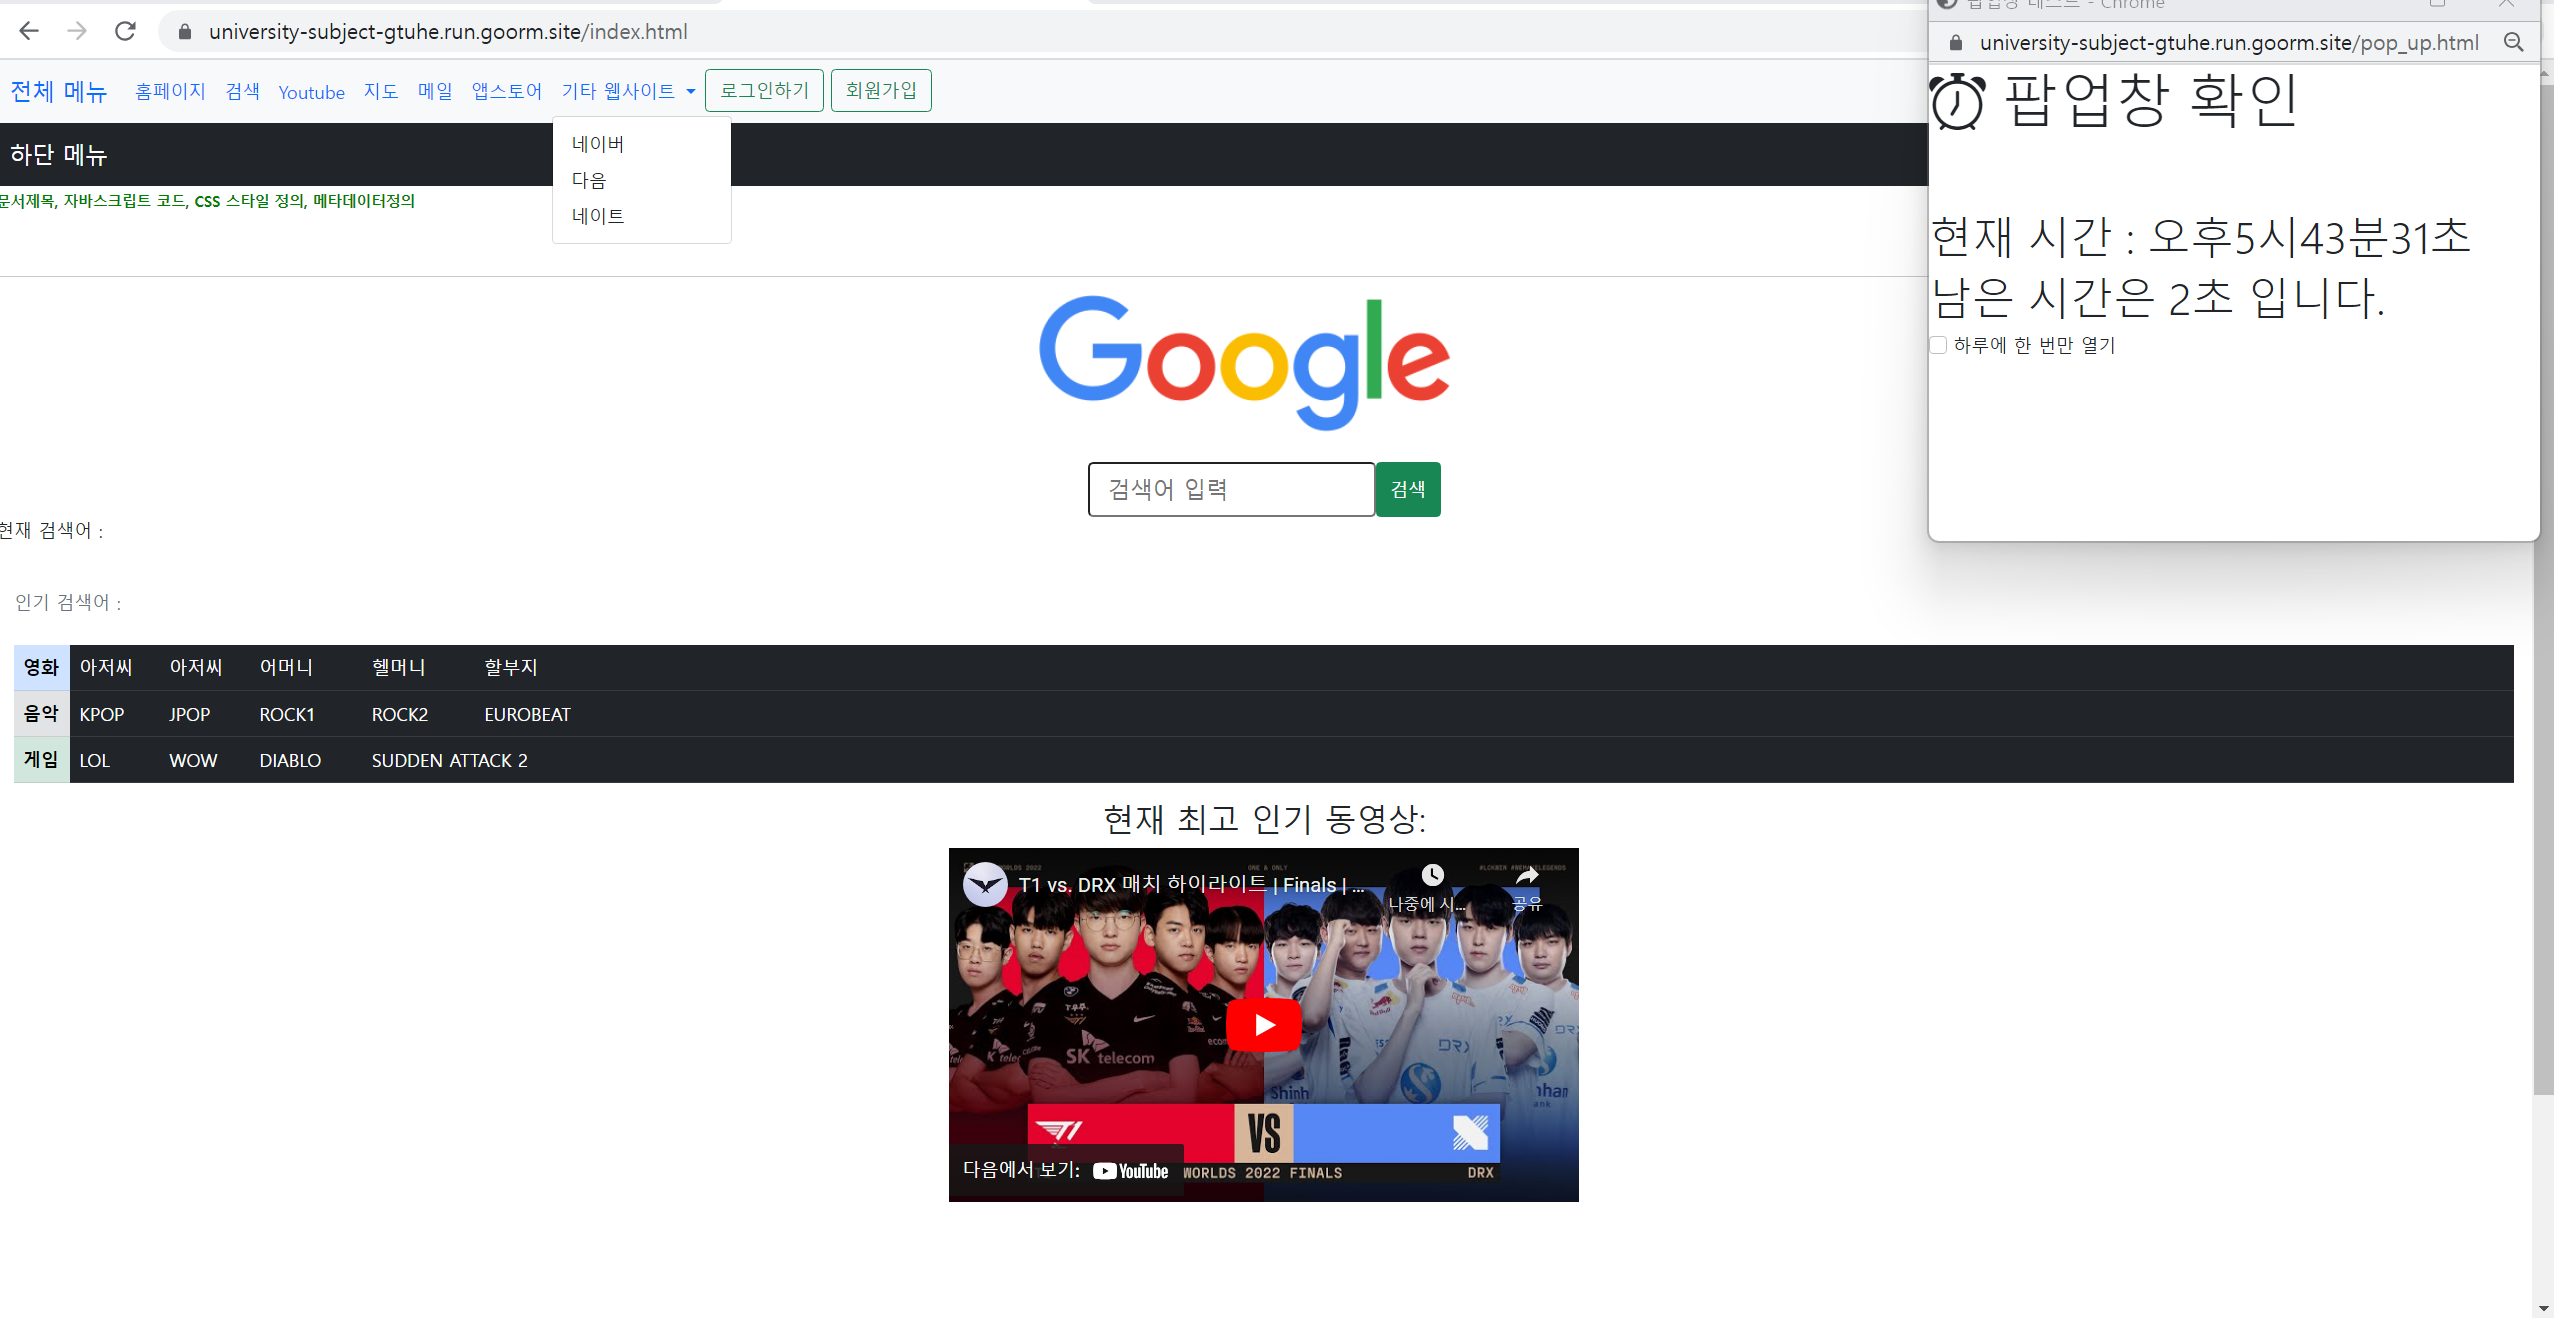 university-subject-gtuhe.run.goorm.site/index.html
전체 메뉴 홈페이지 검색 Youtube 지도 메일 앱스토어 기타 웹사이트 로그인하기 회원가입
네이버
다음
네이트
하단 메뉴
문서제목, 자바스크립트 코드, CSS 스타일 정의, 메타데이터정의
팝업창 테스트 - Chrome
university-subject-gtuhe.run.goorm.site/pop_up.html
팝업창 확인
현재 시간 : 오후5시43분31초
남은 시간은 2초 입니다.
하루에 한 번만 열기
Google
검색어 입력 검색
현재 검색어 :
인기 검색어 :
영화 아저씨 아저씨 어머니 헬머니 할부지
음악 KPOP JPOP ROCK1 ROCK2 EUROBEAT
게임 LOL WOW DIABLO SUDDEN ATTACK 2
현재 최고 인기 동영상:
ONE & ONLY
T1 vs. DRX 매치 하이라이트 | Finals | ...
나중에 시...
공유
SK telecom
DRX
Shinh
T1 VS
다음에서 보기: YouTube
WORLDS 2022 FINALS
DRX